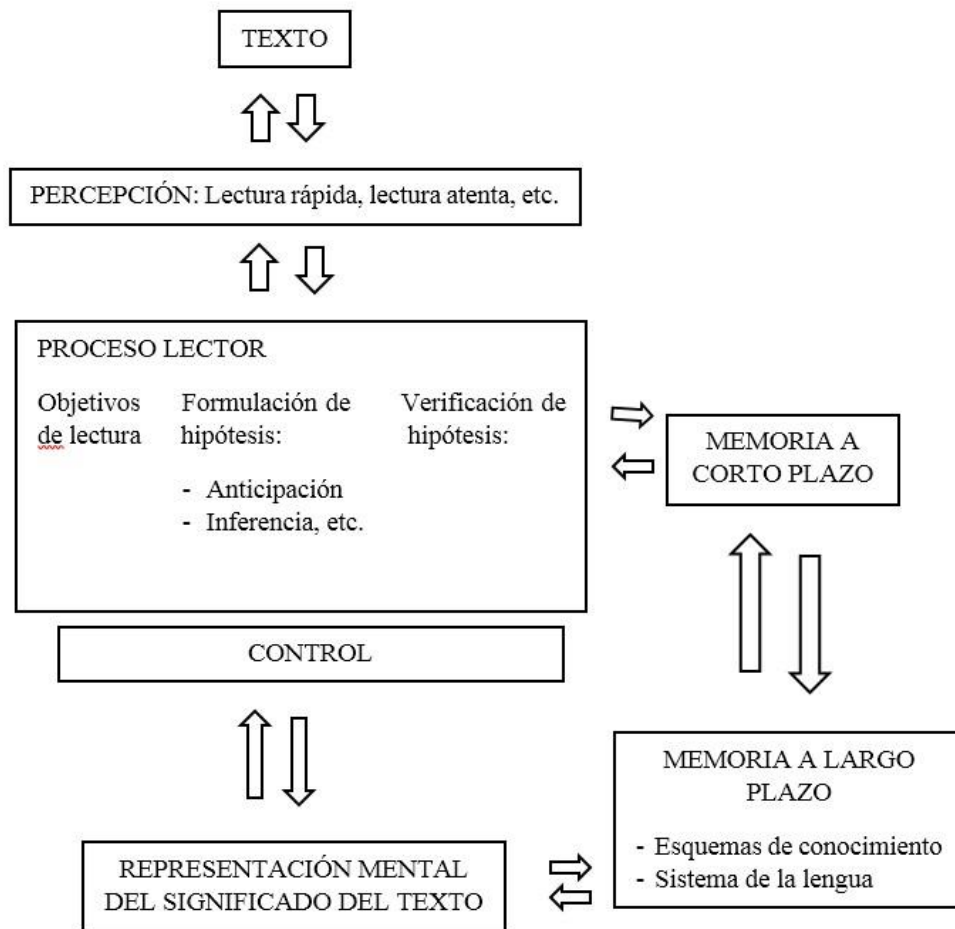 TEXTO
PERCEPCIÓN: Lectura rápida, lectura atenta, etc.
PROCESO LECTOR
Objetivos
de lectura
Formulación de
hipótesis:
- Anticipación
- Inferencia, etc.
Verificación de
hipótesis:
MEMORIA A
CORTO PLAZO
CONTROL
MEMORIA A LARGO
PLAZO
- Esquemas de conocimiento
- Sistema de la lengua
REPRESENTACIÓN MENTAL
DEL SIGNIFICADO DEL TEXTO